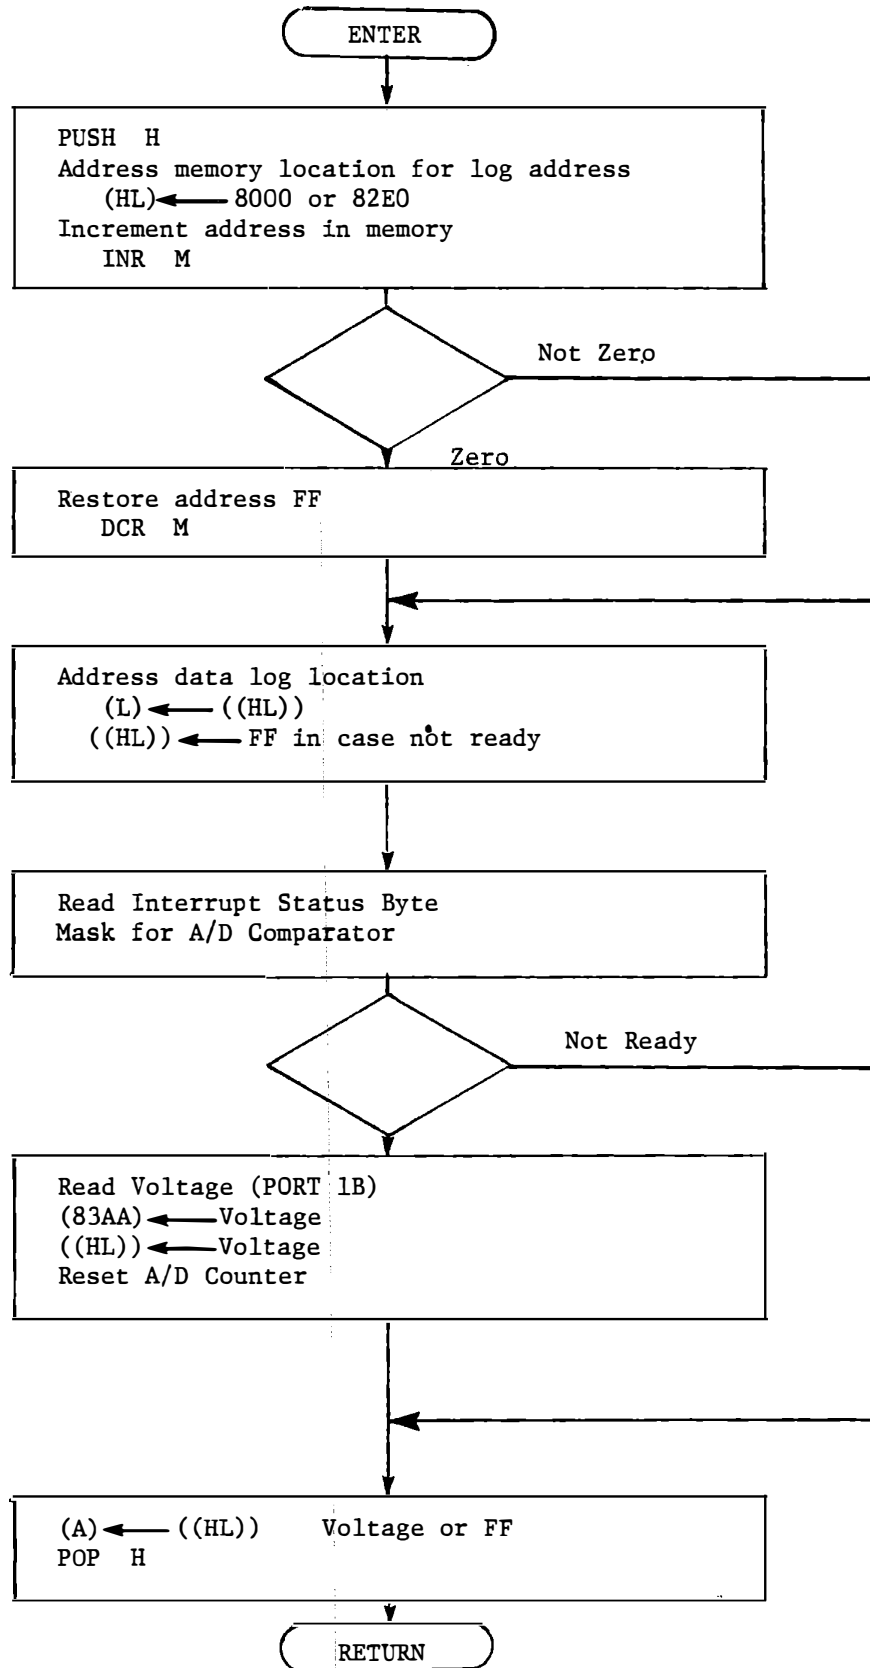 ENTER
PUSH H
Address memory location for log address
(HL)← 8000 or 82E0
Increment address in memory
INR M
Not Zero
Zero
Restore address FF
DCR M
Address data log location
(L)← ((HL))
((HL))← FF in case not ready
Read Interrupt Status Byte
Mask for A/D Comparator
Not Ready
Read Voltage (PORT 1B)
(83AA)←Voltage
((HL))←Voltage
Reset A/D Counter
(A)← ((HL)) Voltage or FF
POP H
RETURN